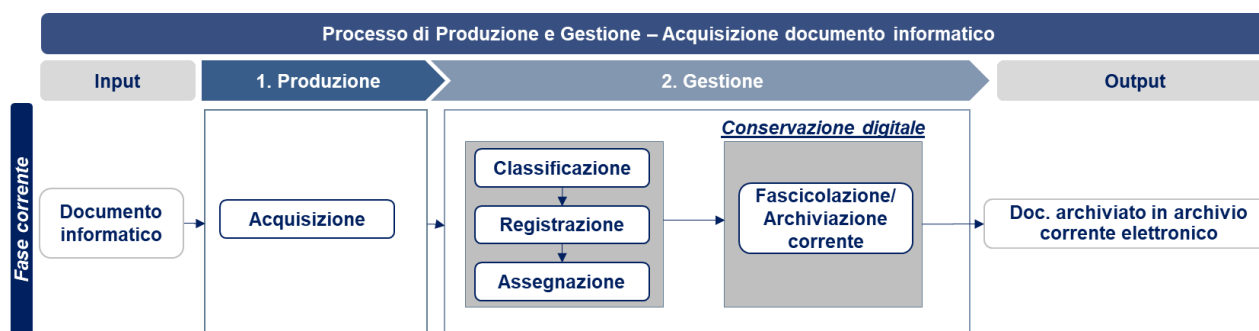 Processo di Produzione e Gestione – Acquisizione documento informatico
Input
1. Produzione
2. Gestione
Output
Fase corrente
Documento
informatico
Acquisizione
Classificazione
Registrazione
Assegnazione
Conservazione digitale
Fascicolazione/
Archiviazione
corrente
Doc. archiviato in archivio
corrente elettronico